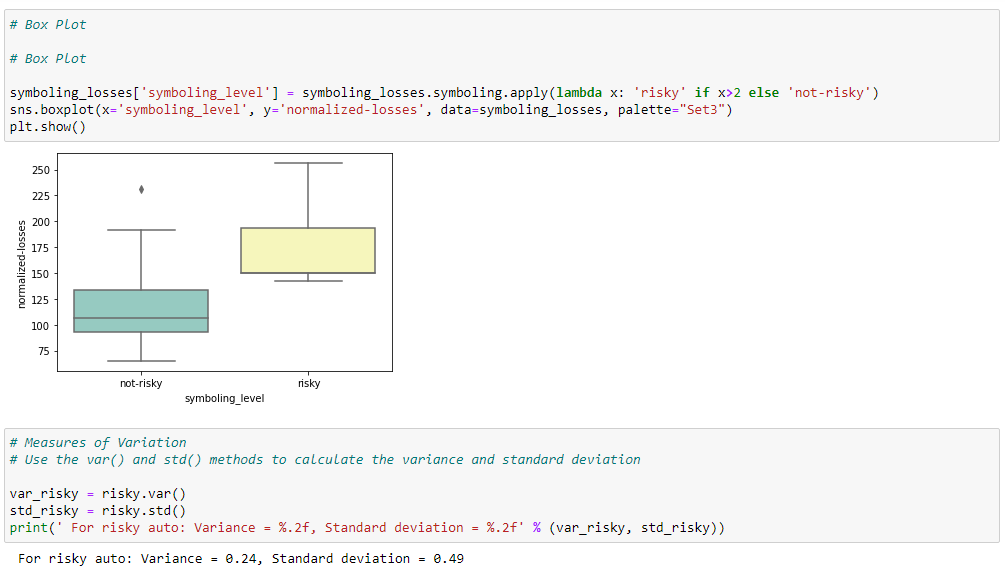 # Box Plot
# Box Plot
symboling_losses['symboling_level'] = symboling_losses.symboling.apply(lambda x: 'risky' if x>2 else 'not-risky')
sns.boxplot(x='symboling_level', y='normalized-losses', data=symboling_losses, palette="Set3")
plt.show()
250
225
200
175
150
125
100
75
normalized-losses
not-risky risky
symboling_level
# Measures of Variation
# Use the var() and std() methods to calculate the variance and standard deviation
var_risky = risky.var()
std_risky = risky.std()
print(' For risky auto: Variance = %.2f, Standard deviation = %.2f' % (var_risky, std_risky))
For risky auto: Variance = 0.24, Standard deviation = 0.49